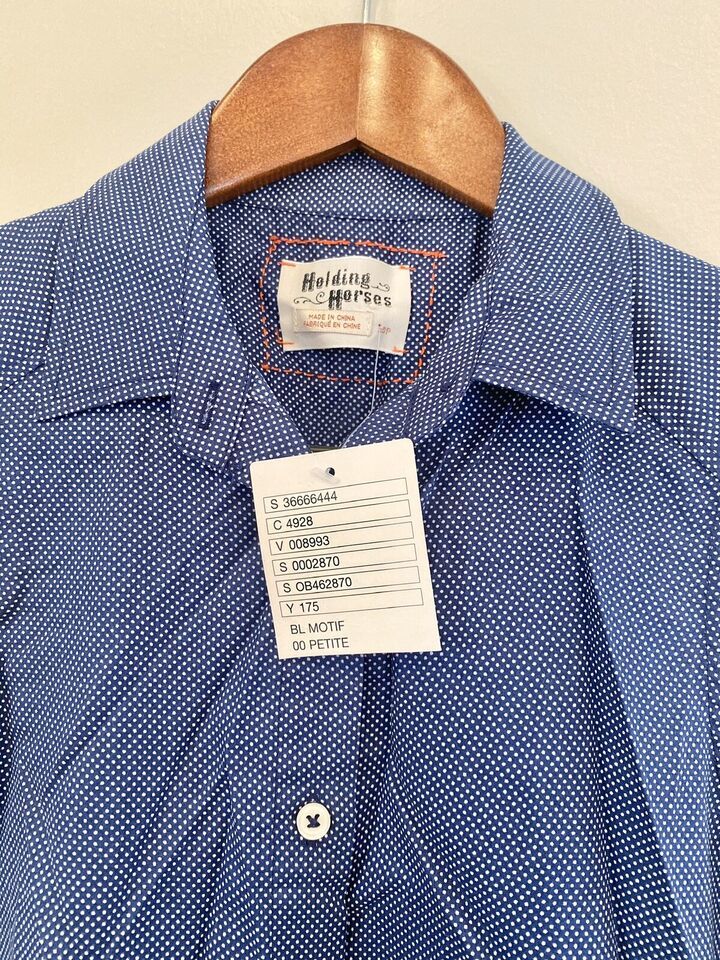 Holding
Horses
MADE IN CHINA
FABRIQUÉ EN CHINE
S 36666444
C 4928
V 008993
S 0002870
S OB462870
Y 175
BL MOTIF
00 PETITE